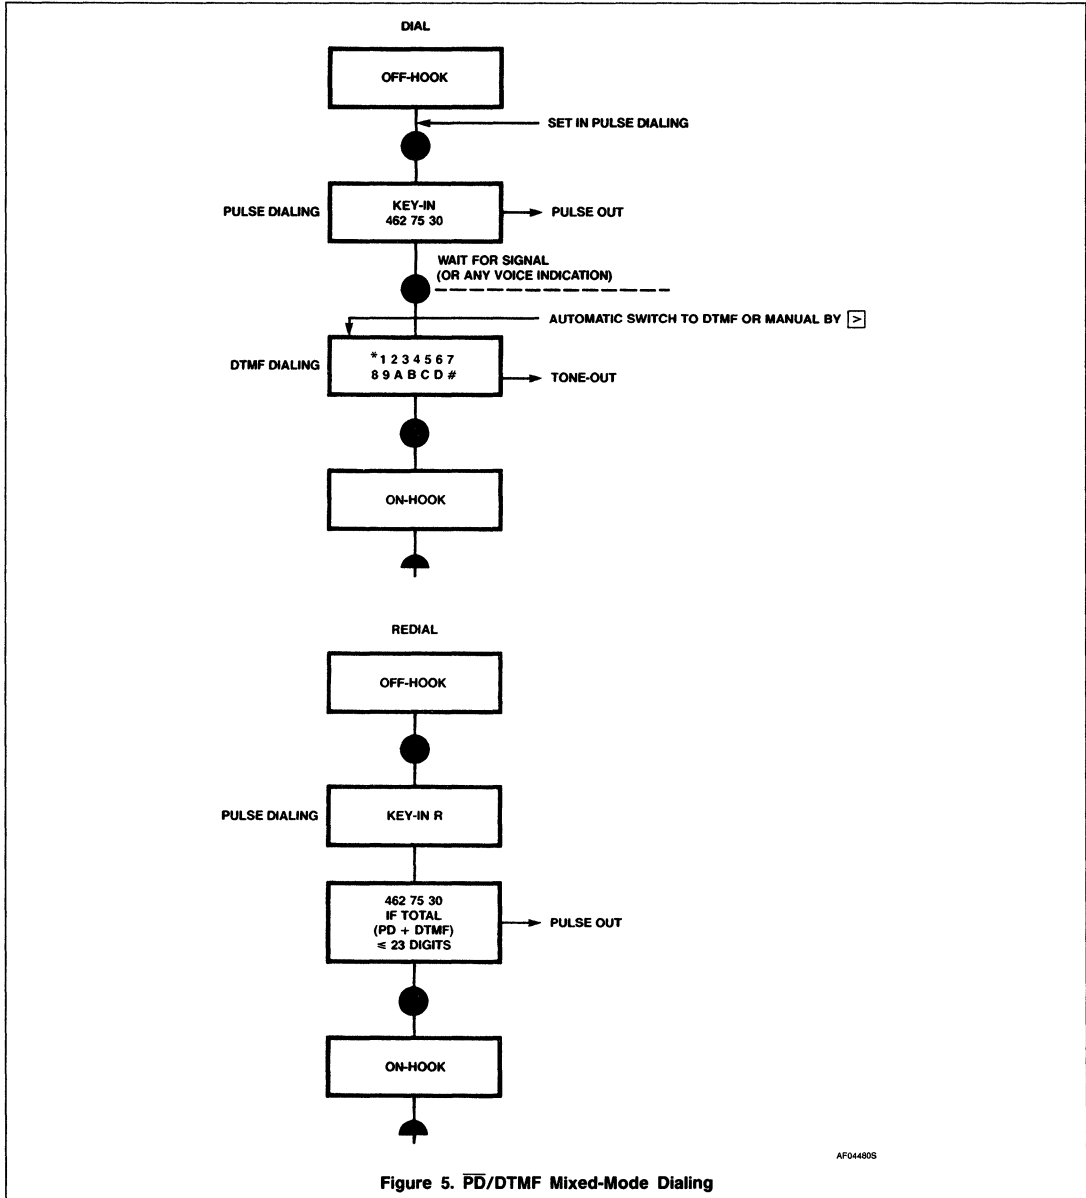 DIAL
OFF-HOOK
SET IN PULSE DIALING
PULSE DIALING
KEY-IN
462 75 30
PULSE OUT
WAIT FOR SIGNAL
(OR ANY VOICE INDICATION)
AUTOMATIC SWITCH TO DTMF OR MANUAL BY >
DTMF DIALING
*1 2 3 4 5 6 7
8 9 A B C D #
TONE-OUT
ON-HOOK
REDIAL
OFF-HOOK
PULSE DIALING
KEY-IN R
462 75 30
IF TOTAL
(PD + DTMF)
≤ 23 DIGITS
PULSE OUT
ON-HOOK
AF04480S
Figure 5. P̅D̅/DTMF Mixed-Mode Dialing